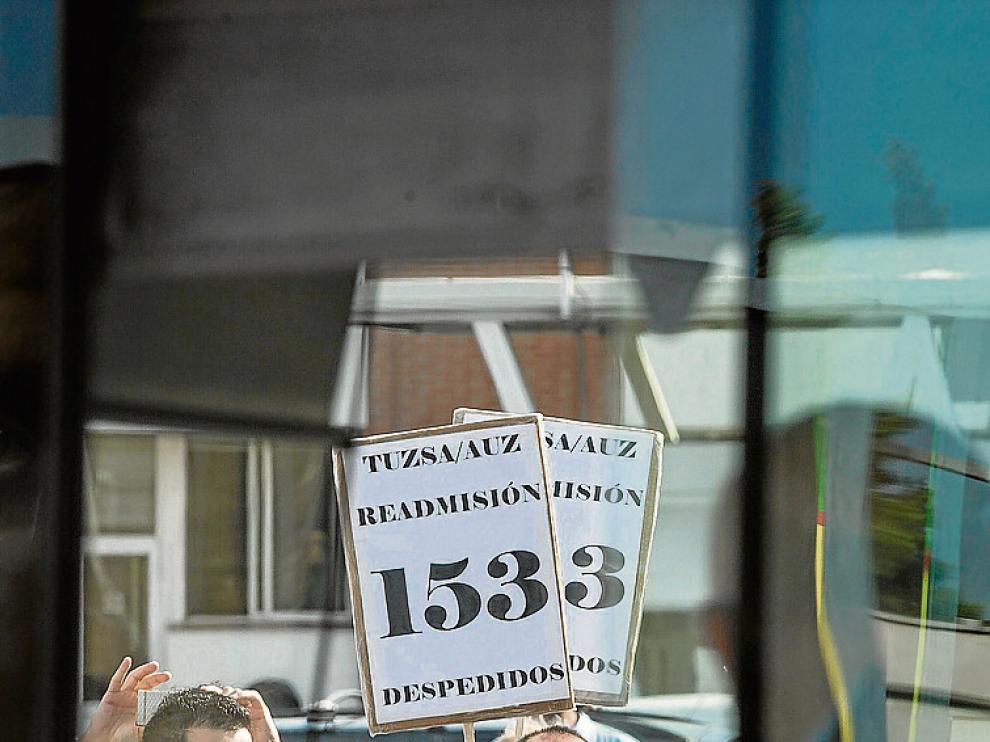 TUZSA/AUZ
READMISIÓN
153
DESPEDIDOS
SA/AUZ
ISIÓN
3
DOS